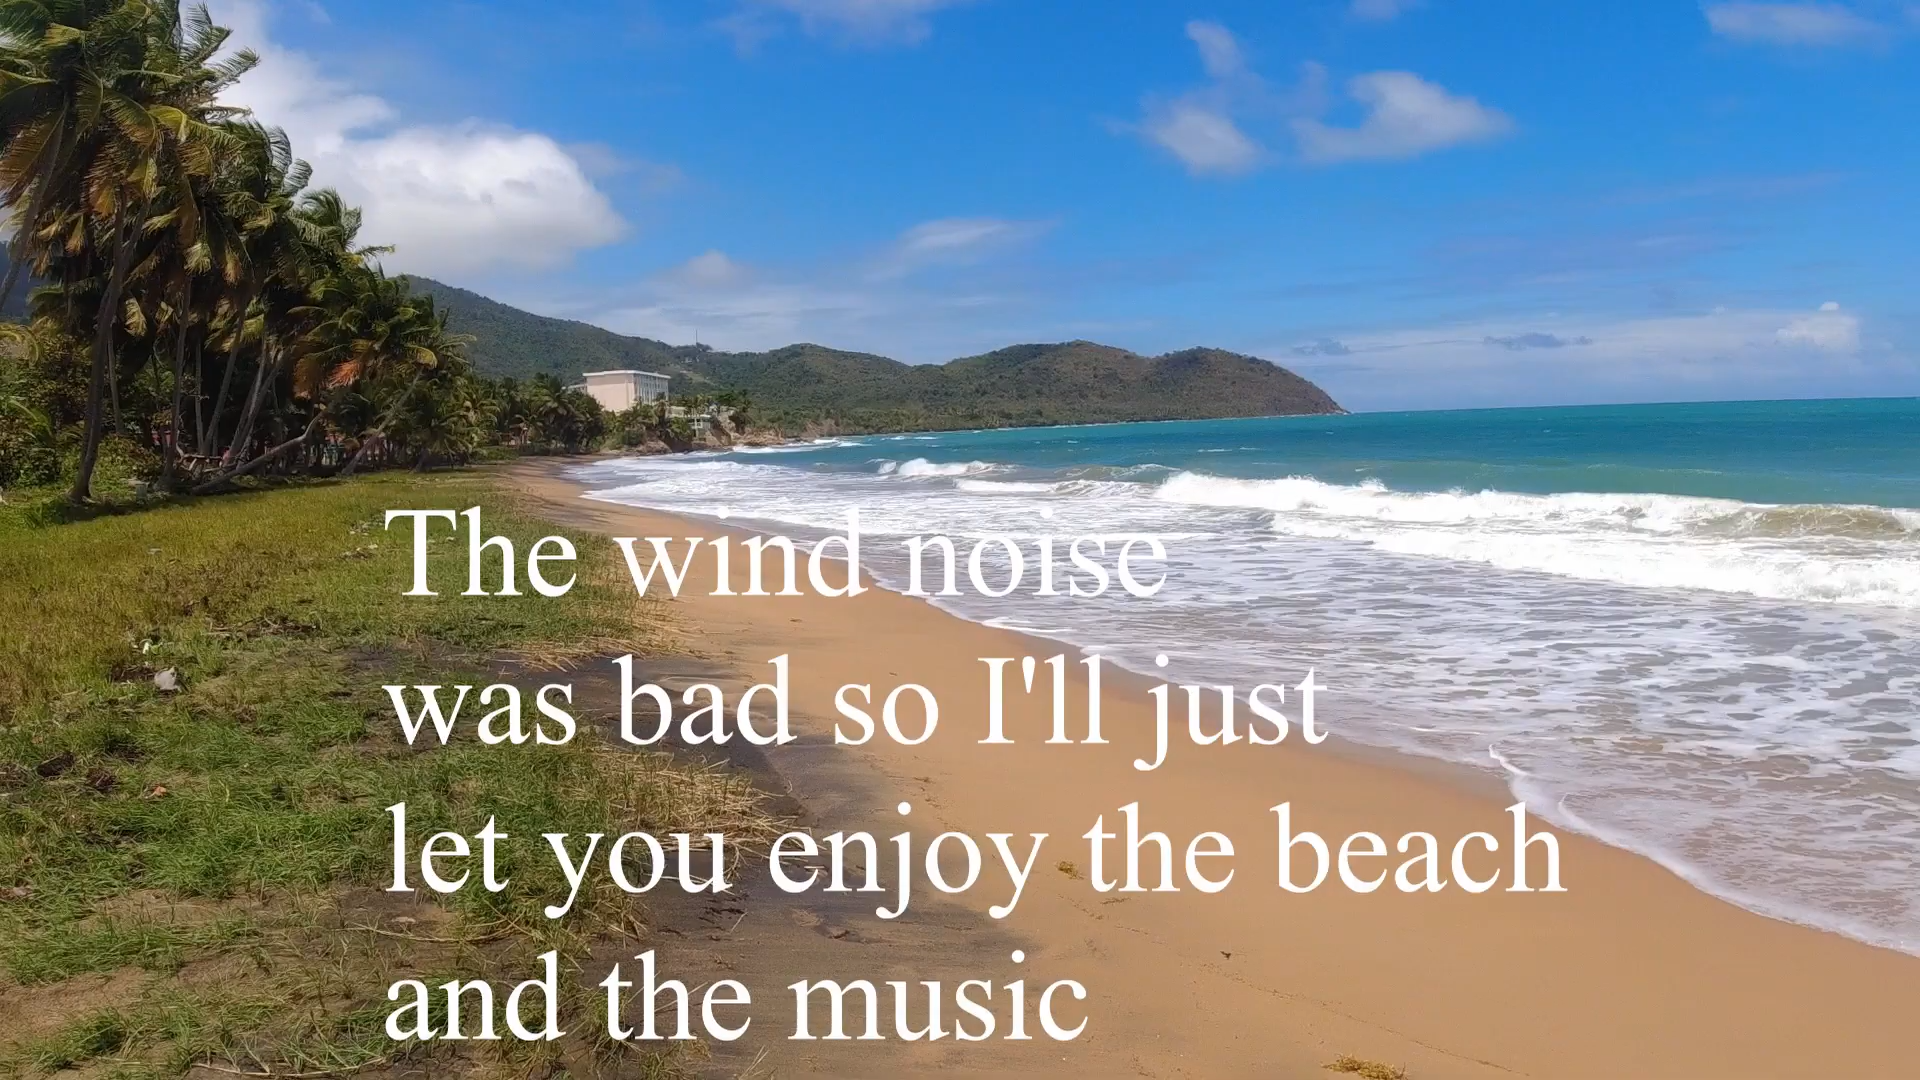 The wind noise
was bad so I'll just
let you enjoy the beach
and the music